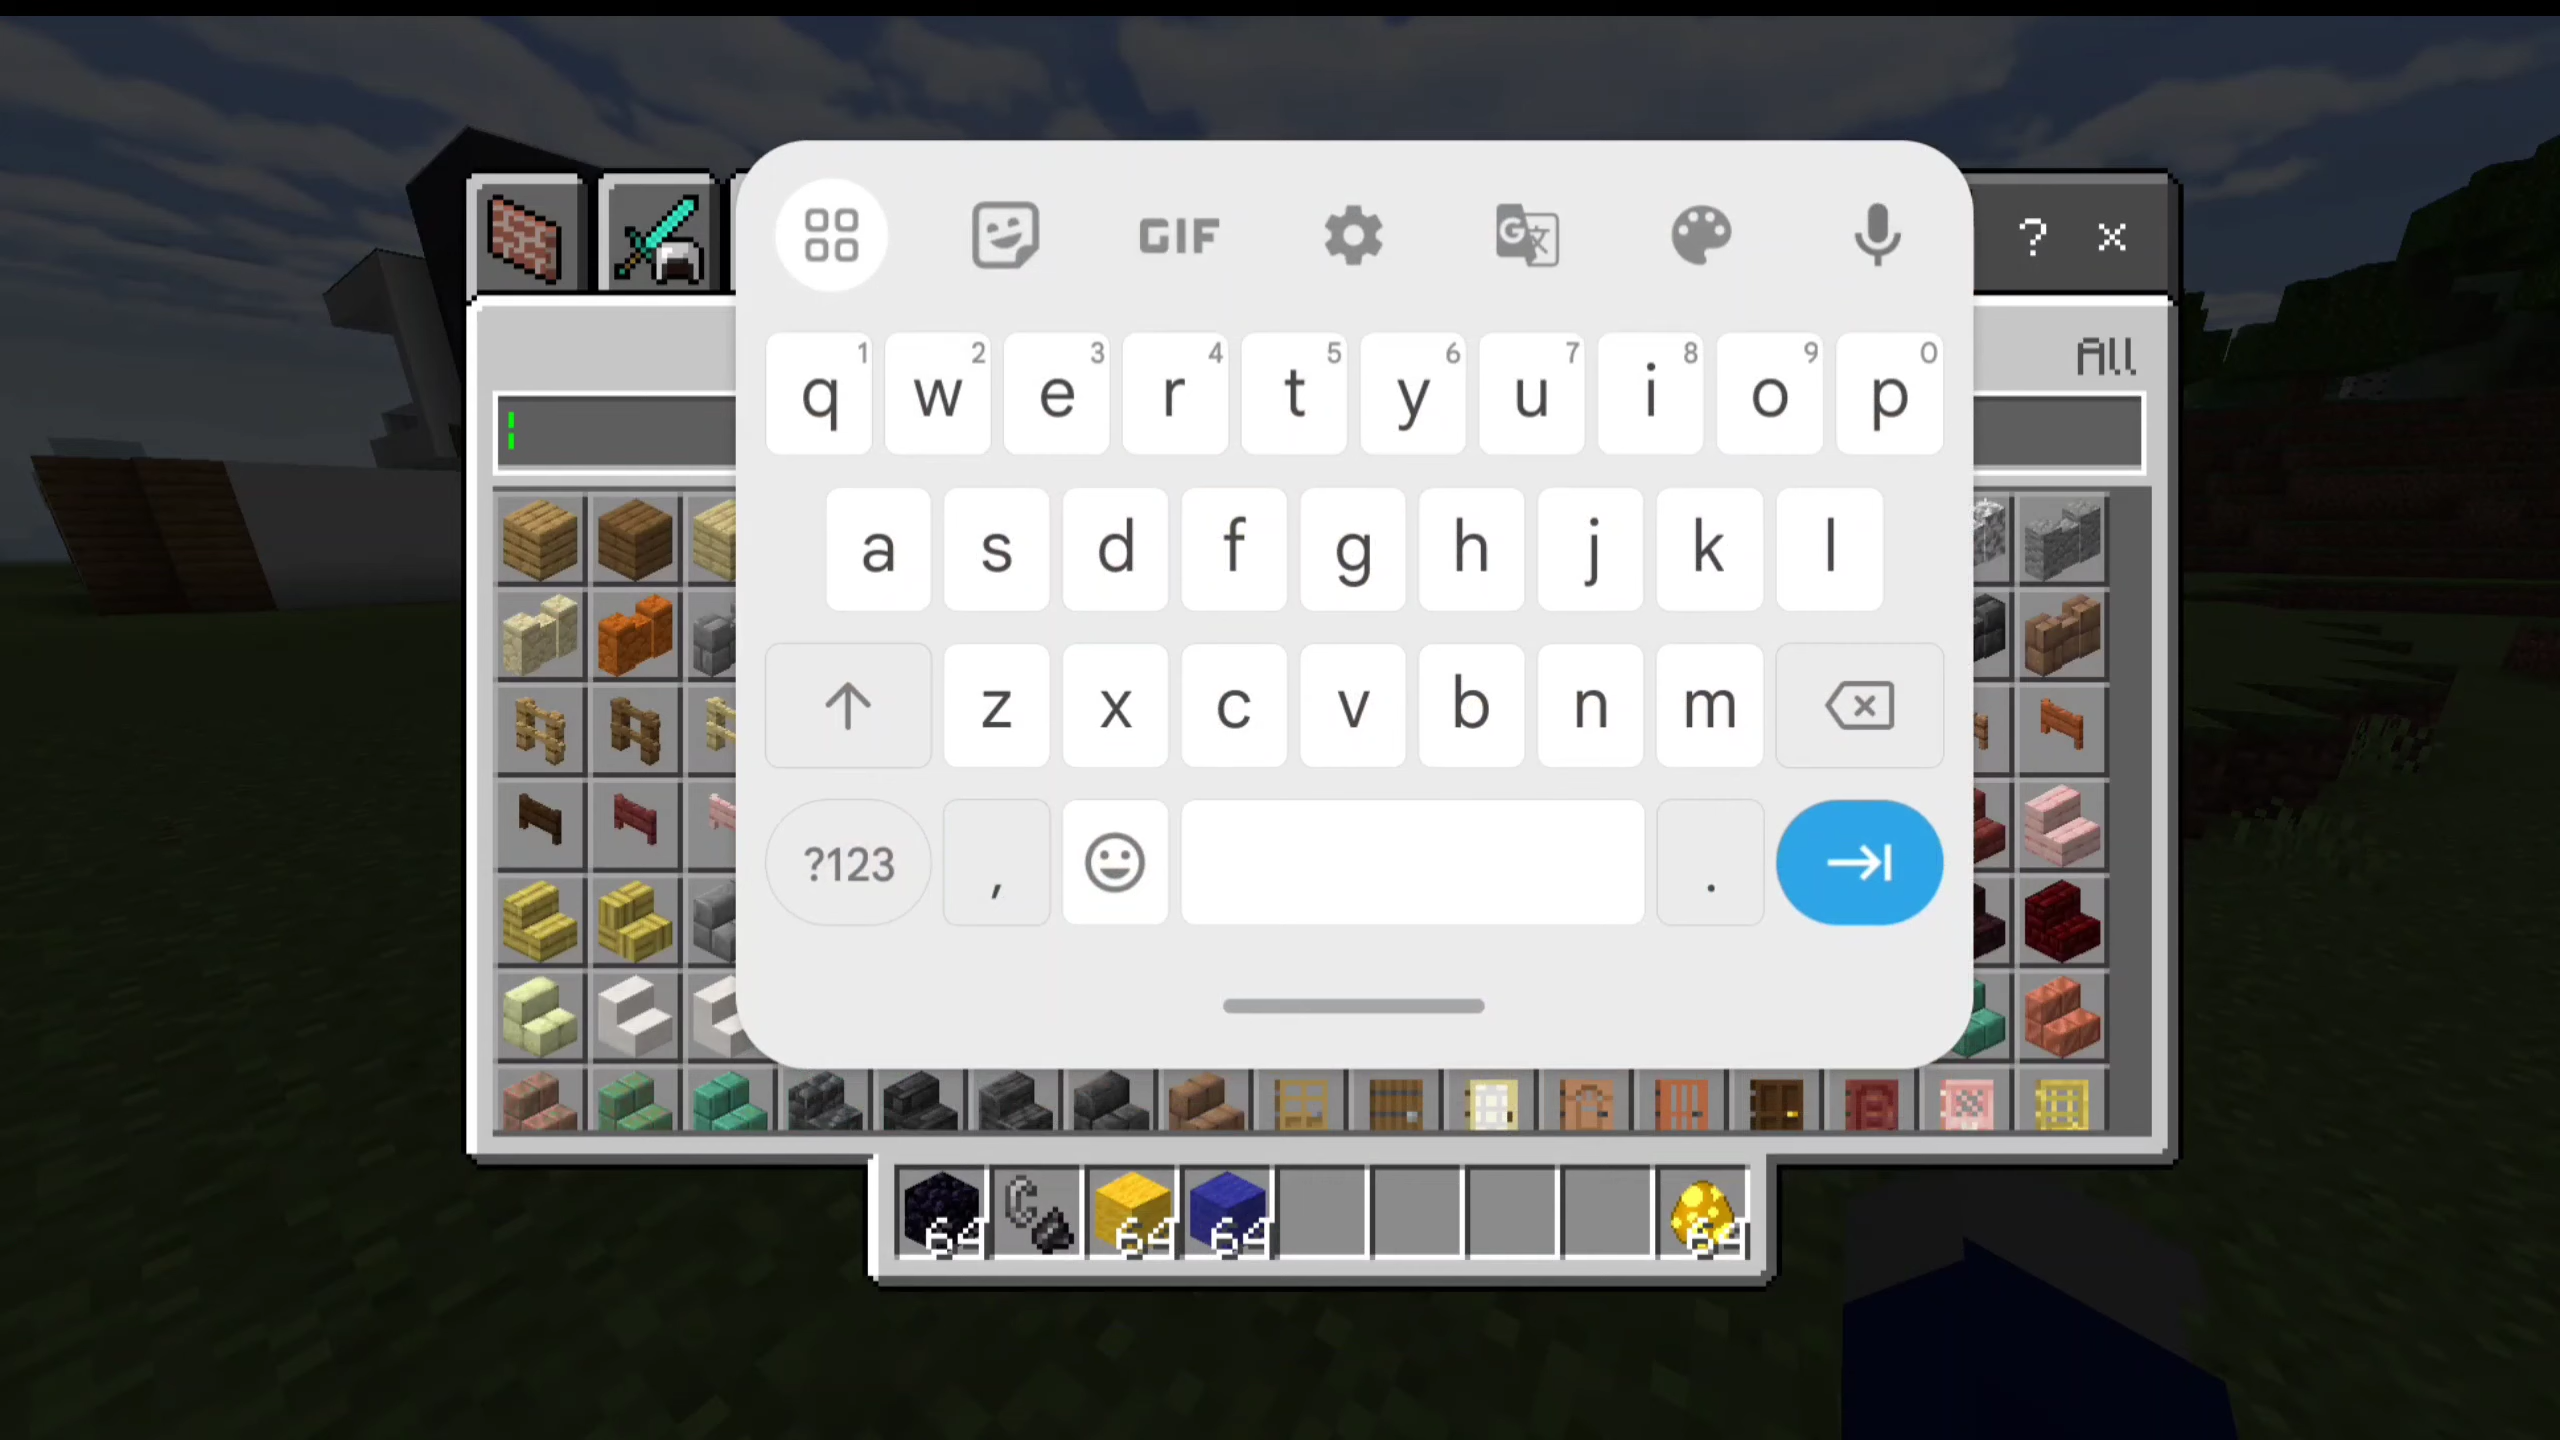 GIF
? ×
All
q 1 w 2 e 3 r 4 t 5 y 6 u 7 i 8 o 9 p 0
a s d f g h j k l
z x c v b n m
?123 , .
64 64 64 64